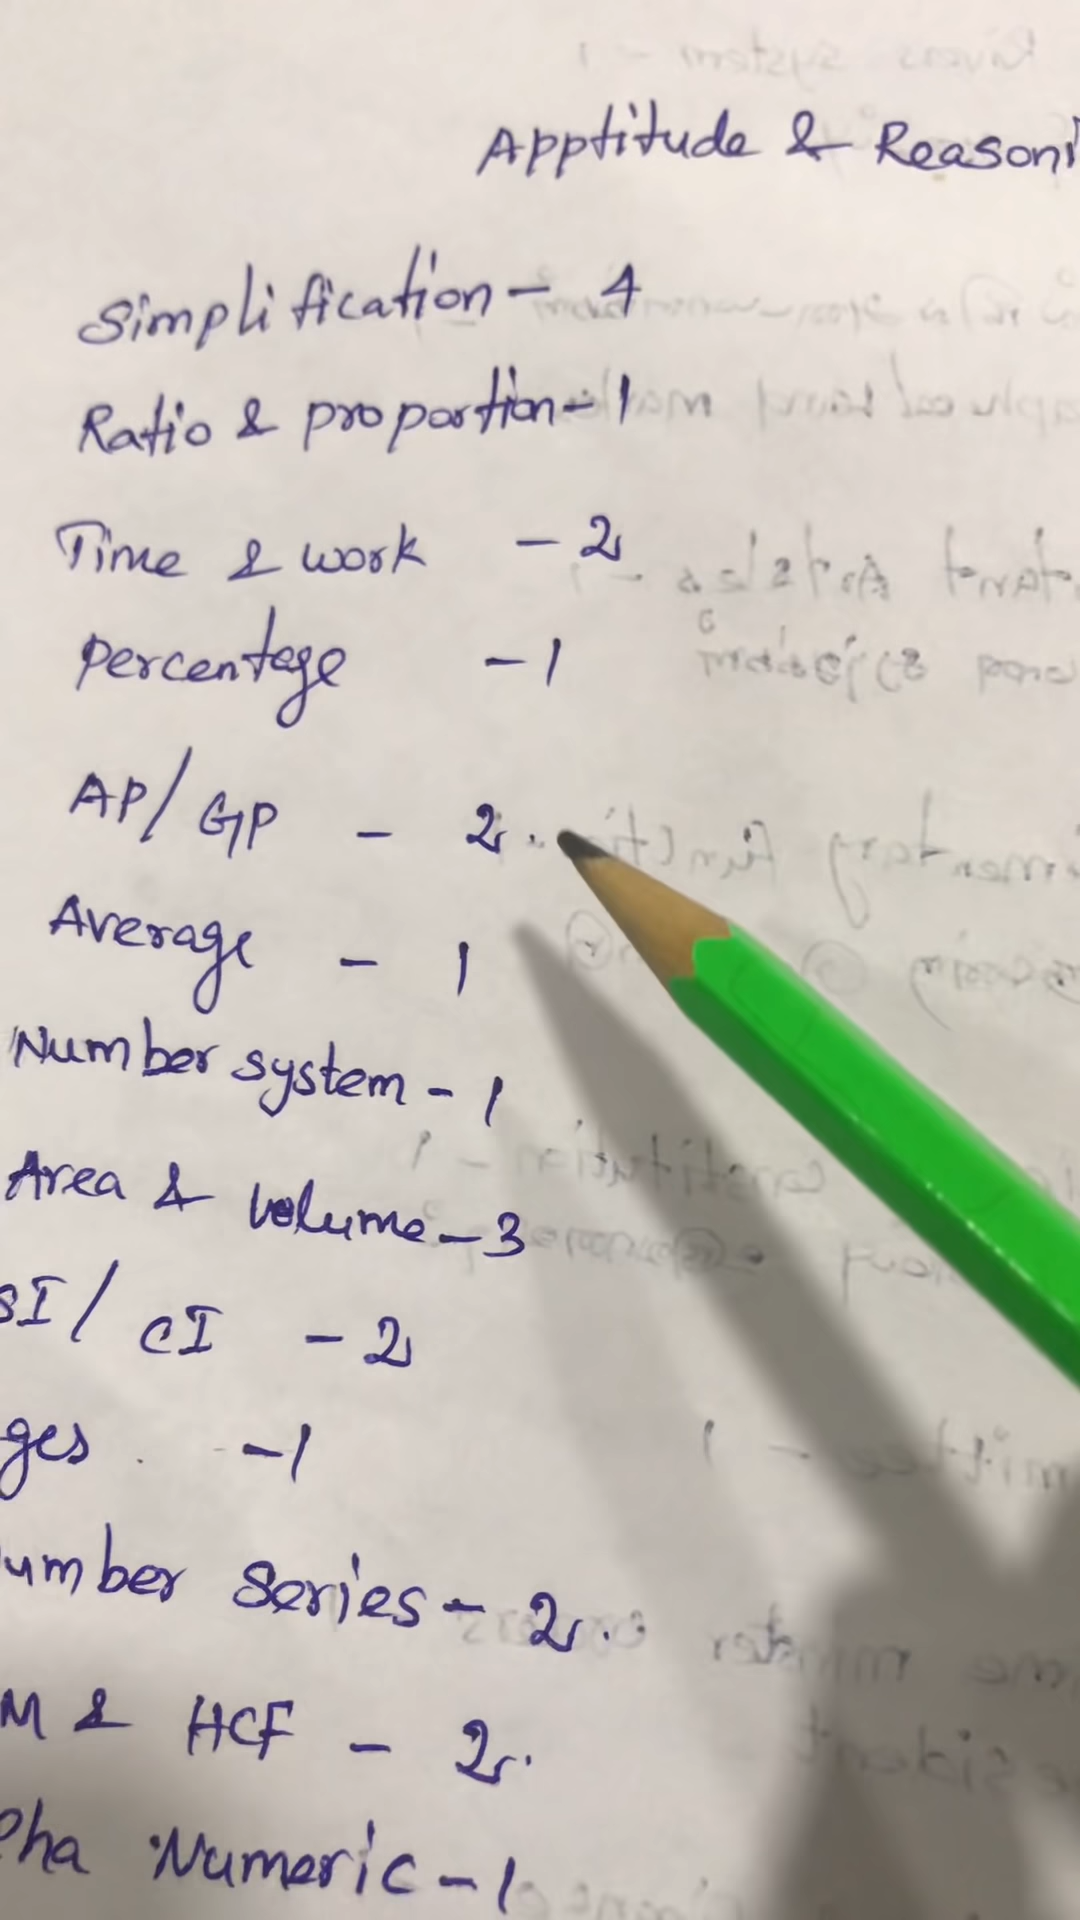 Apptitude & Reasoni
Simplification - 4
Ratio & proportion - 1
Time & work - 2
percentage - 1
AP/GP - 2.
Average - 1
Number system - 1
Area & volume - 3
SI/CI - 2
ges - 1
umber series - 2.
M & HCF - 2.
pha Numeric - 1